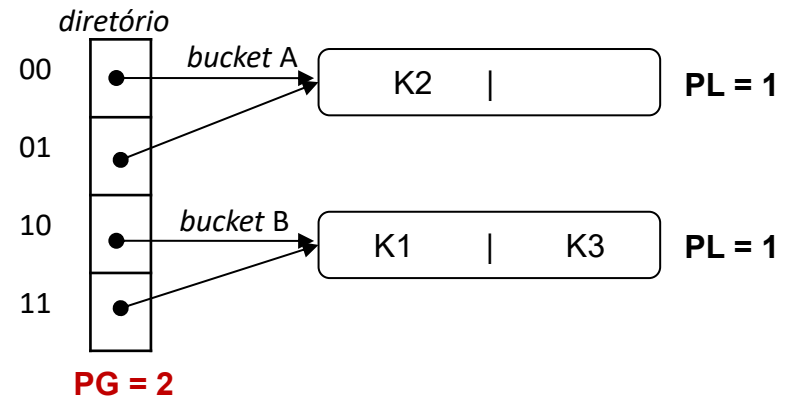 diretório
00 bucket A K2 | PL = 1
01
10 bucket B K1 | K3 PL = 1
11
PG = 2